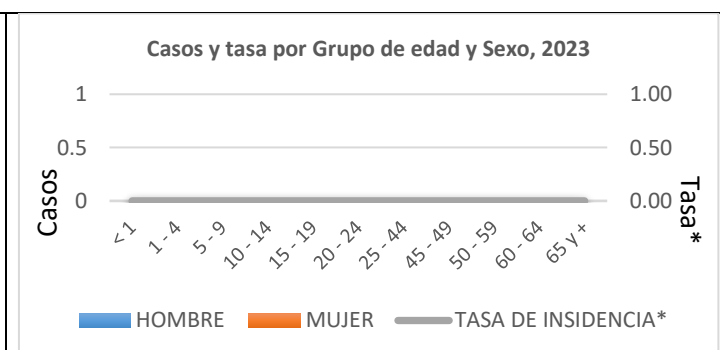 Casos y tasa por Grupo de edad y Sexo, 2023
1 1.00
0.5 0.50
0 0.00
Casos
Tasa*
< 1 1 - 4 5 - 9 10 - 14 15 - 19 20 - 24 25 - 44 45 - 49 50 - 59 60 - 64 65 y +
HOMBRE MUJER TASA DE INSIDENCIA*